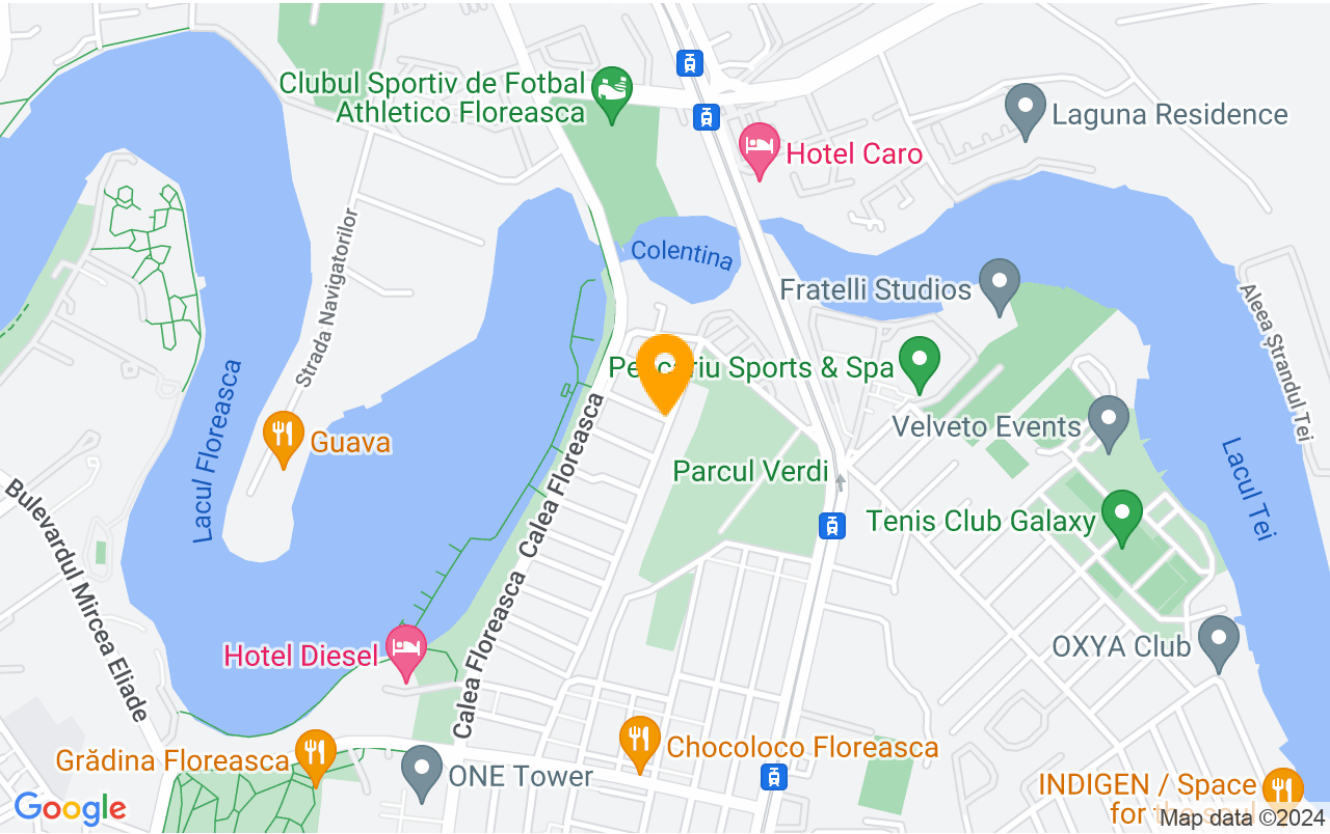 Clubul Sportiv de Fotbal
Athletico Floreasca
Laguna Residence
Hotel Caro
Strada Navigatorilor
Colentina
Fratelli Studios
Aleea Ștrandul Tei
Sports & Spa
Lacul Floreasca
Calea Floreasca
Guava
Velveto Events
Parcul Verdi
Lacul Tei
Bulevardul Mircea Eliade
Tenis Club Galaxy
Calea Floreasca
Hotel Diesel
OXYA Club
Grădina Floreasca
Chocoloco Floreasca
ONE Tower
INDIGEN / Space
for the
Google
Map data ©2024